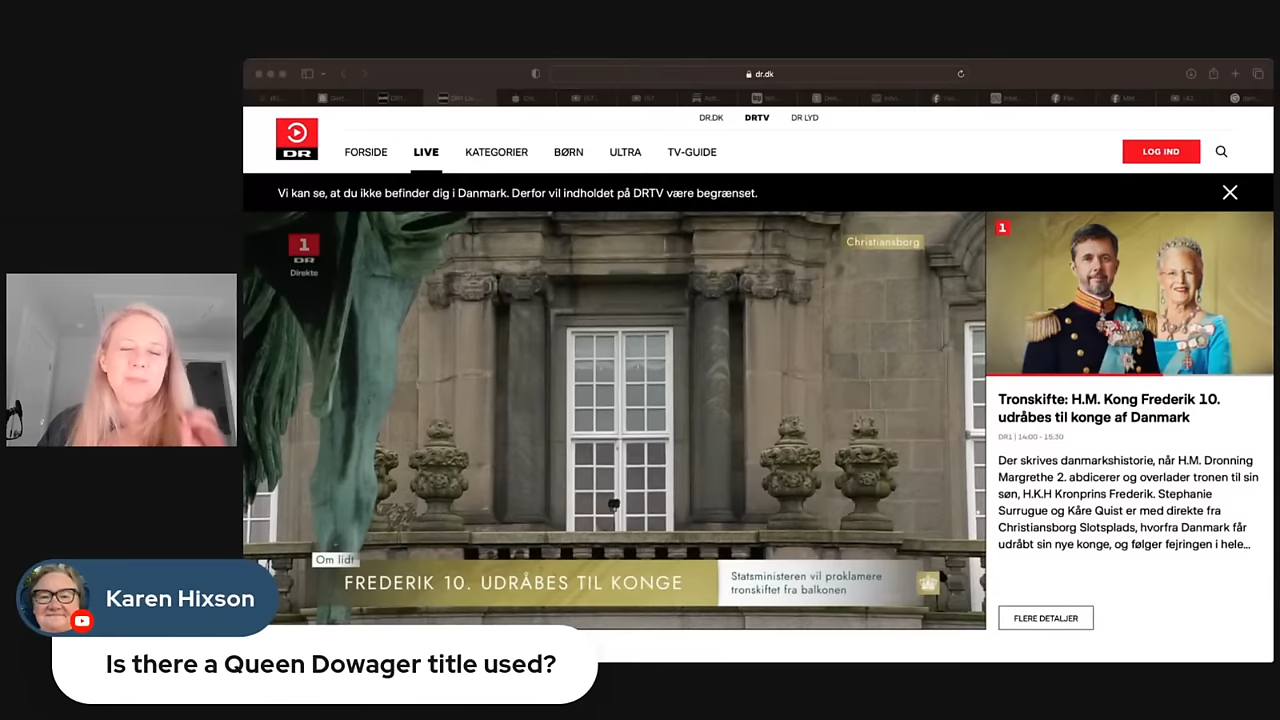 dr.dk
DR.DK
DRTV
DR LYD
DR
FORSIDE
LIVE
KATEGORIER
BØRN
ULTRA
TV-GUIDE
LOG IND
Vi kan se, at du ikke befinder dig i Danmark. Derfor vil indholdet på DRTV være begrænset.
1
DR
Direkte
Christiansborg
1
Tronskifte: H.M. Kong Frederik 10.
udråbes til konge af Danmark
DR1 | 14:00 - 15:30
Der skrives danmarkshistorie, når H.M. Dronning
Margrethe 2. abdicerer og overlader tronen til sin
søn, H.K.H Kronprins Frederik. Stephanie
Surrugue og Kåre Quist er med direkte fra
Christiansborg Slotsplads, hvorfra Danmark får
udråbt sin nye konge, og følger fejringen i hele...
FLERE DETALJER
Om lidt
FREDERIK 10. UDRÅBES TIL KONGE
Statsministeren vil proklamere
tronskiftet fra balkonen
Karen Hixson
Is there a Queen Dowager title used?